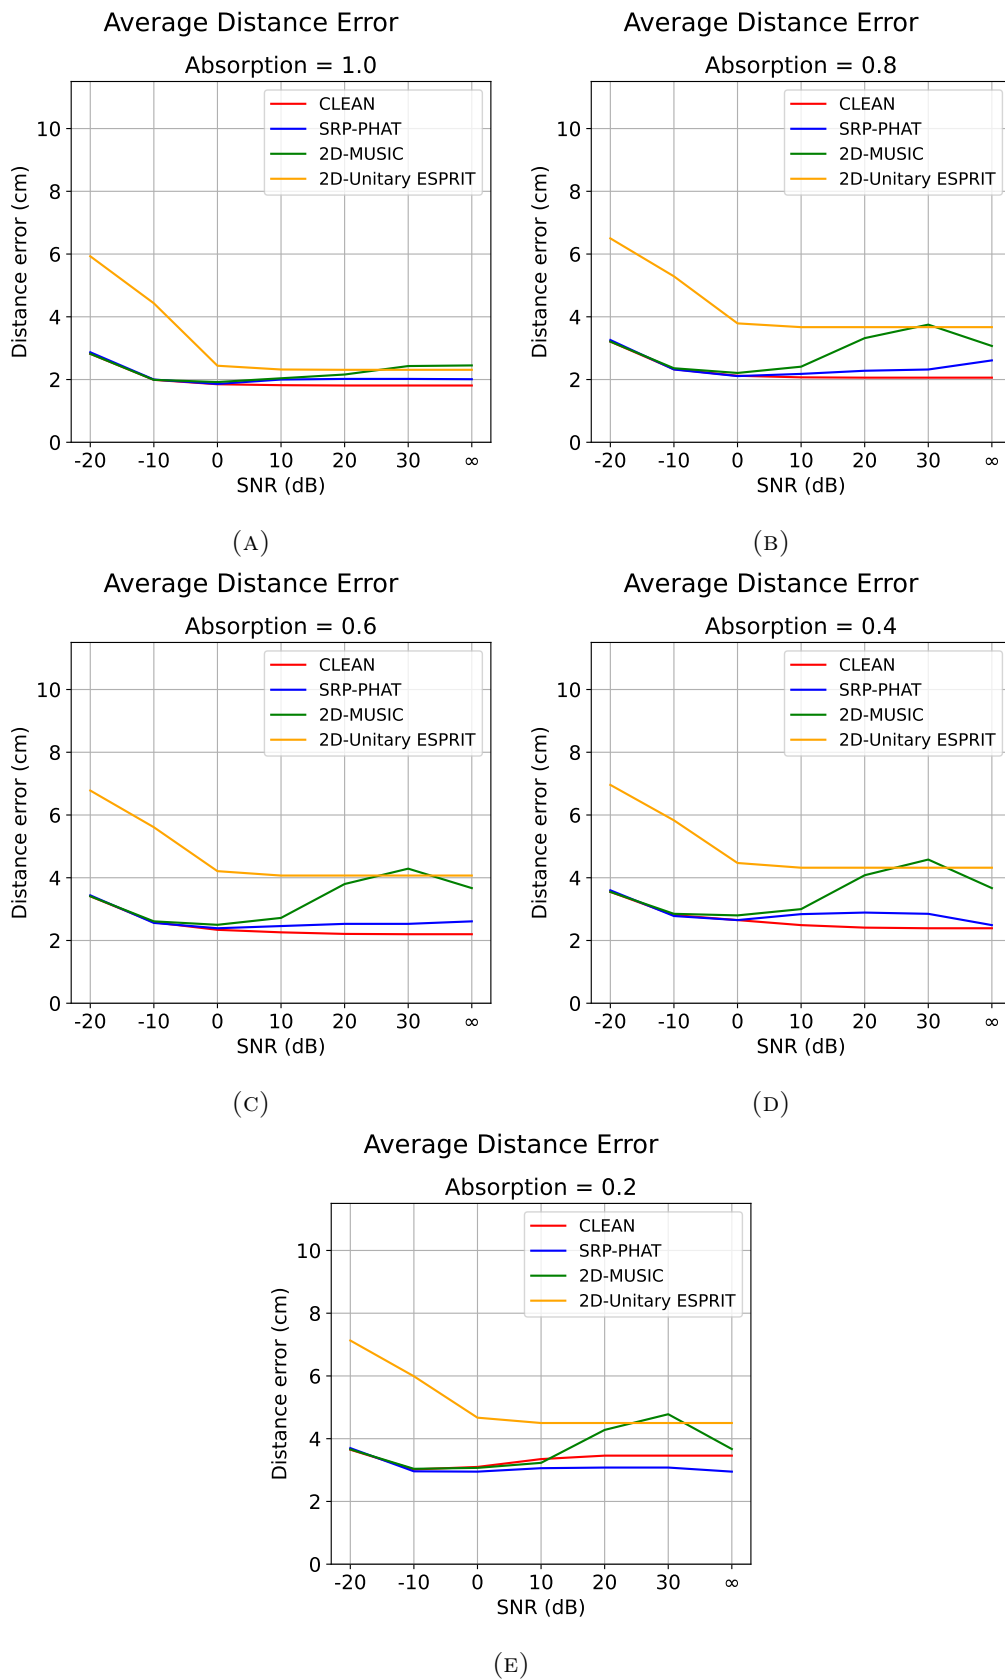 Average Distance Error
Absorption = 1.0
CLEAN
SRP-PHAT
2D-MUSIC
2D-Unitary ESPRIT
Distance error (cm)
10
8
6
4
2
0
-20 -10 0 10 20 30 ∞
SNR (dB)
(A)
Average Distance Error
Absorption = 0.8
CLEAN
SRP-PHAT
2D-MUSIC
2D-Unitary ESPRIT
Distance error (cm)
10
8
6
4
2
0
-20 -10 0 10 20 30 ∞
SNR (dB)
(B)
Average Distance Error
Absorption = 0.6
CLEAN
SRP-PHAT
2D-MUSIC
2D-Unitary ESPRIT
Distance error (cm)
10
8
6
4
2
0
-20 -10 0 10 20 30 ∞
SNR (dB)
(C)
Average Distance Error
Absorption = 0.4
CLEAN
SRP-PHAT
2D-MUSIC
2D-Unitary ESPRIT
Distance error (cm)
10
8
6
4
2
0
-20 -10 0 10 20 30 ∞
SNR (dB)
(D)
Average Distance Error
Absorption = 0.2
CLEAN
SRP-PHAT
2D-MUSIC
2D-Unitary ESPRIT
Distance error (cm)
10
8
6
4
2
0
-20 -10 0 10 20 30 ∞
SNR (dB)
(E)